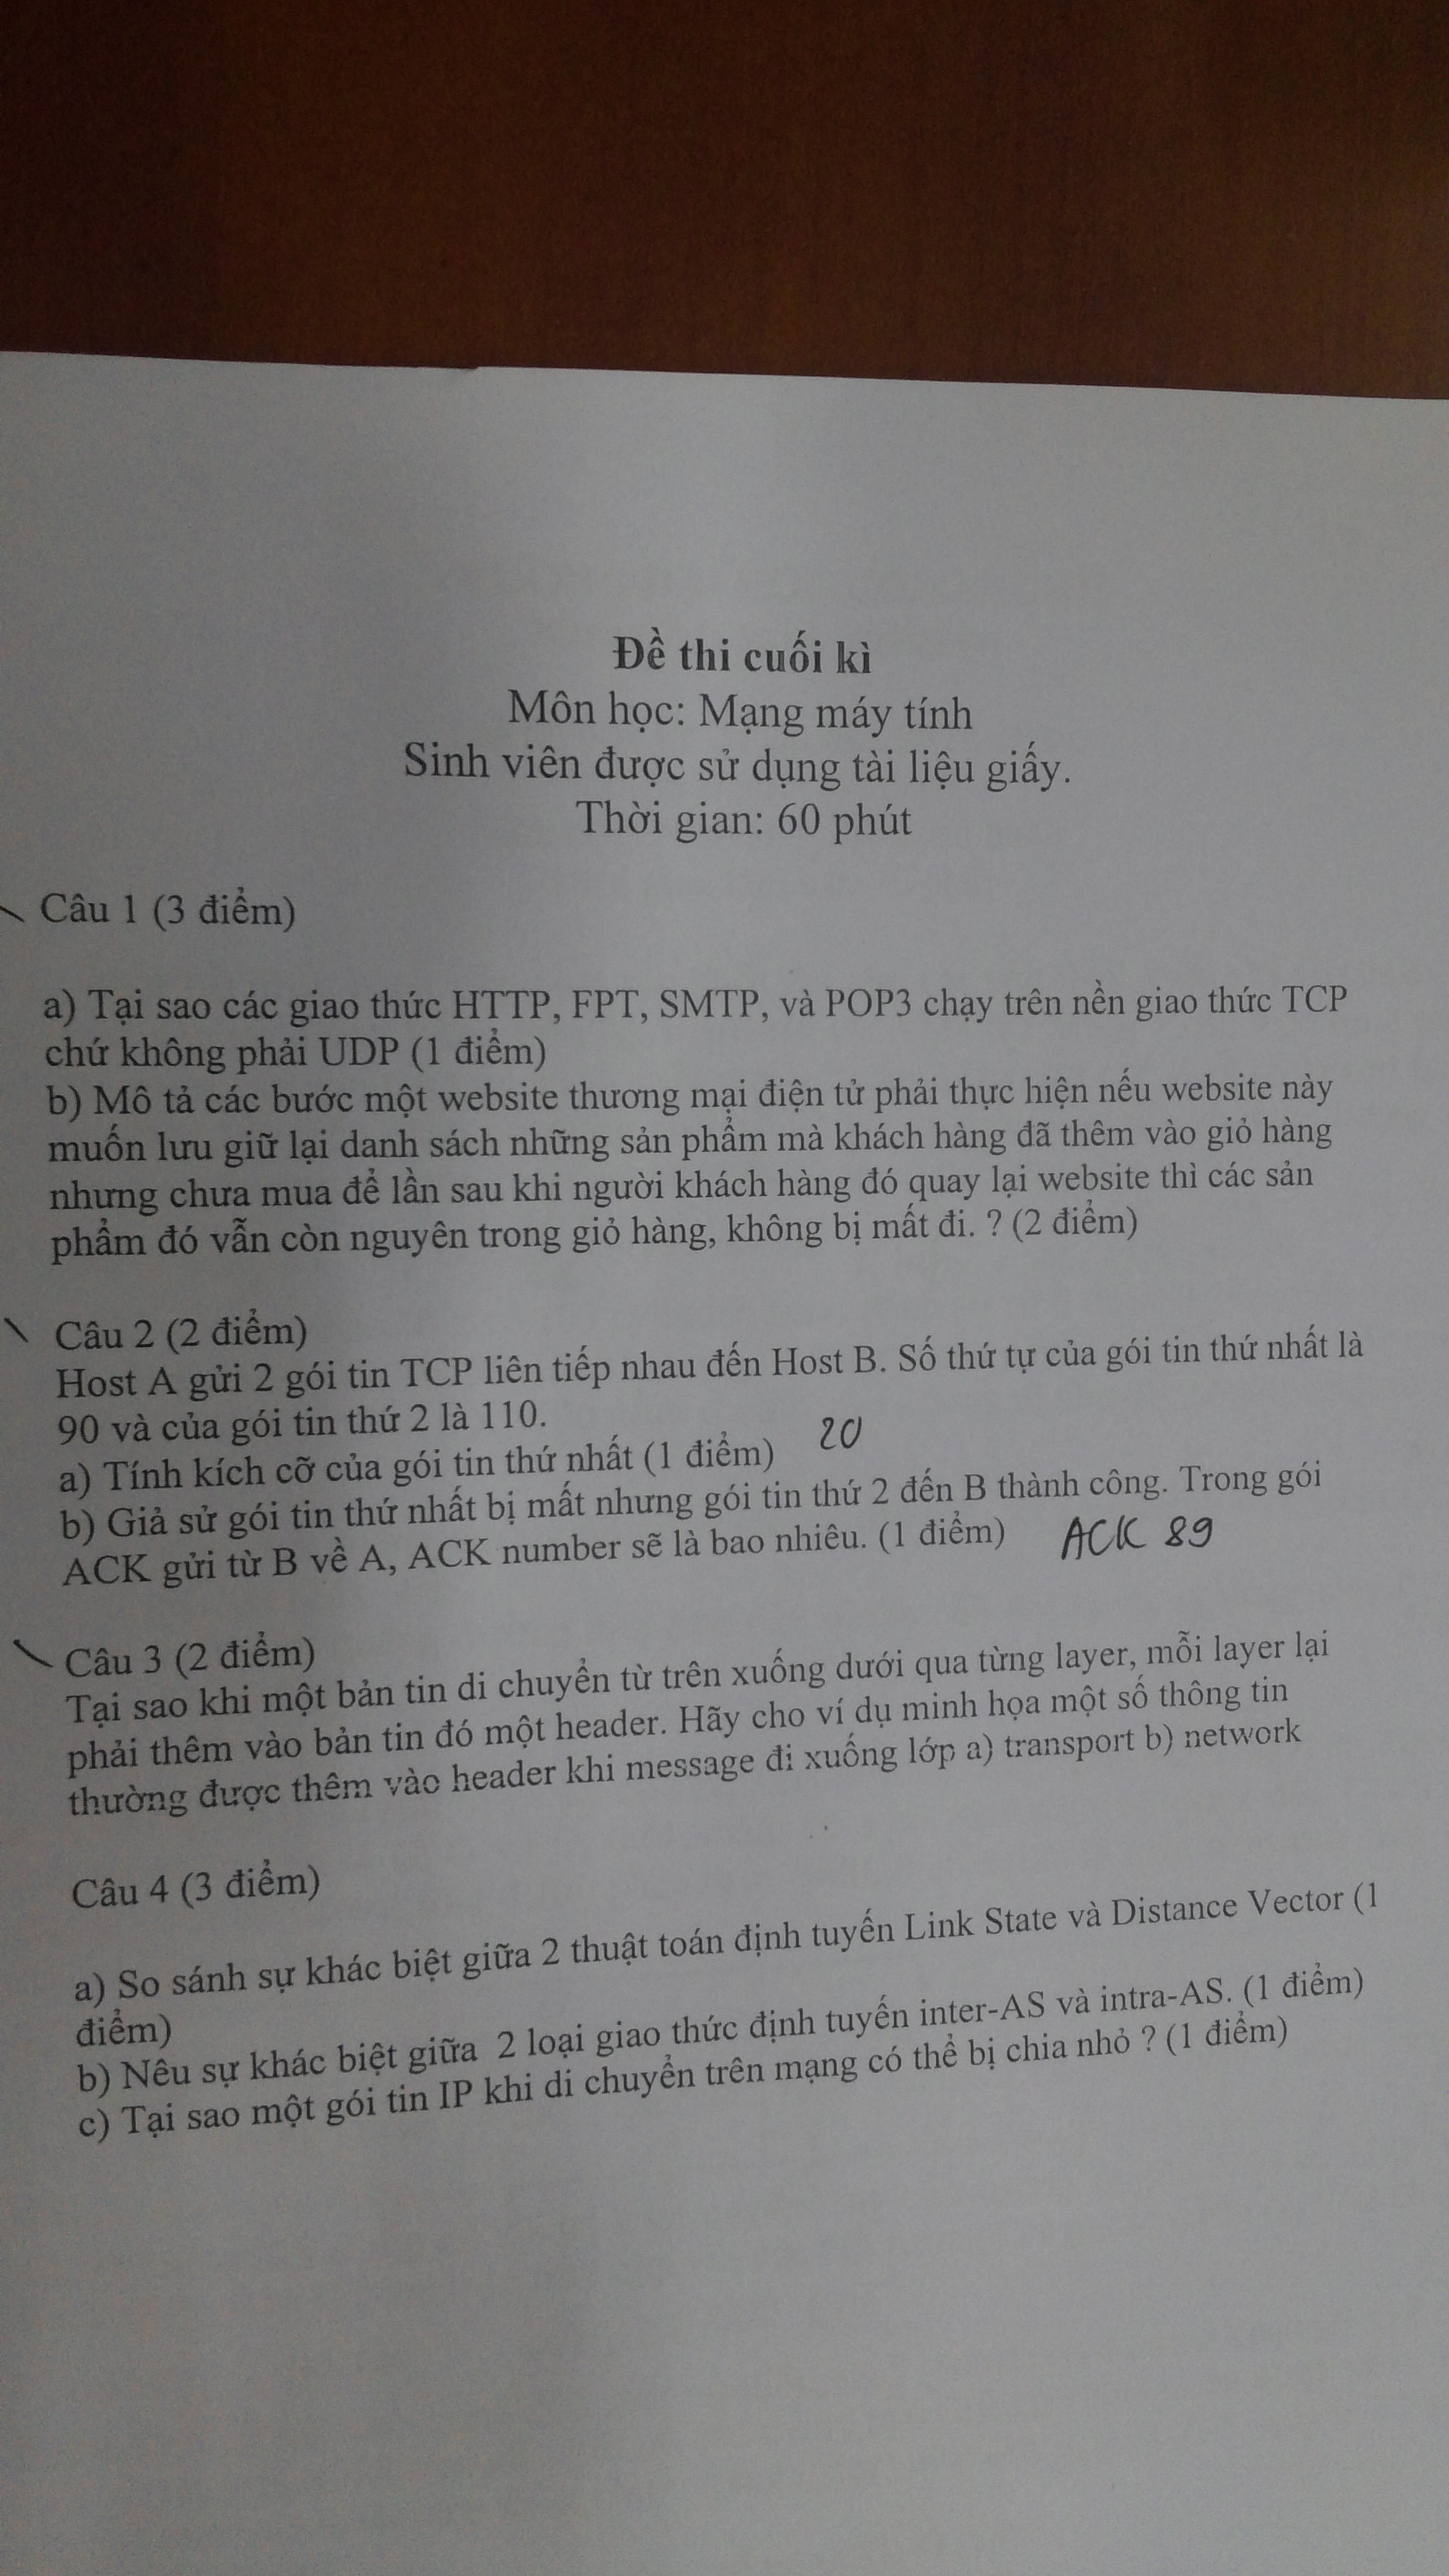 Đề thi cuối kì
Môn học: Mạng máy tính
Sinh viên được sử dụng tài liệu giấy.
Thời gian: 60 phút
Câu 1 (3 điểm)
a) Tại sao các giao thức HTTP, FPT, SMTP, và POP3 chạy trên nền giao thức TCP
chứ không phải UDP (1 điểm)
b) Mô tả các bước một website thương mại điện tử phải thực hiện nếu website này
muốn lưu giữ lại danh sách những sản phẩm mà khách hàng đã thêm vào giỏ hàng
nhưng chưa mua để lần sau khi người khách hàng đó quay lại website thì các sản
phẩm đó vẫn còn nguyên trong giỏ hàng, không bị mất đi. ? (2 điểm)
Câu 2 (2 điểm)
Host A gửi 2 gói tin TCP liên tiếp nhau đến Host B. Số thứ tự của gói tin thứ nhất là
90 và của gói tin thứ 2 là 110.
a) Tính kích cỡ của gói tin thứ nhất (1 điểm) 20
b) Giả sử gói tin thứ nhất bị mất nhưng gói tin thứ 2 đến B thành công. Trong gói
ACK gửi từ B về A, ACK number sẽ là bao nhiêu. (1 điểm) ACK 89
Câu 3 (2 điểm)
Tại sao khi một bản tin di chuyển từ trên xuống dưới qua từng layer, mỗi layer lại
phải thêm vào bản tin đó một header. Hãy cho ví dụ minh họa một số thông tin
thường được thêm vào header khi message đi xuống lớp a) transport b) network
Câu 4 (3 điểm)
a) So sánh sự khác biệt giữa 2 thuật toán định tuyến Link State và Distance Vector (1
điểm)
b) Nêu sự khác biệt giữa 2 loại giao thức định tuyến inter-AS và intra-AS. (1 điểm)
c) Tại sao một gói tin IP khi di chuyển trên mạng có thể bị chia nhỏ ? (1 điểm)